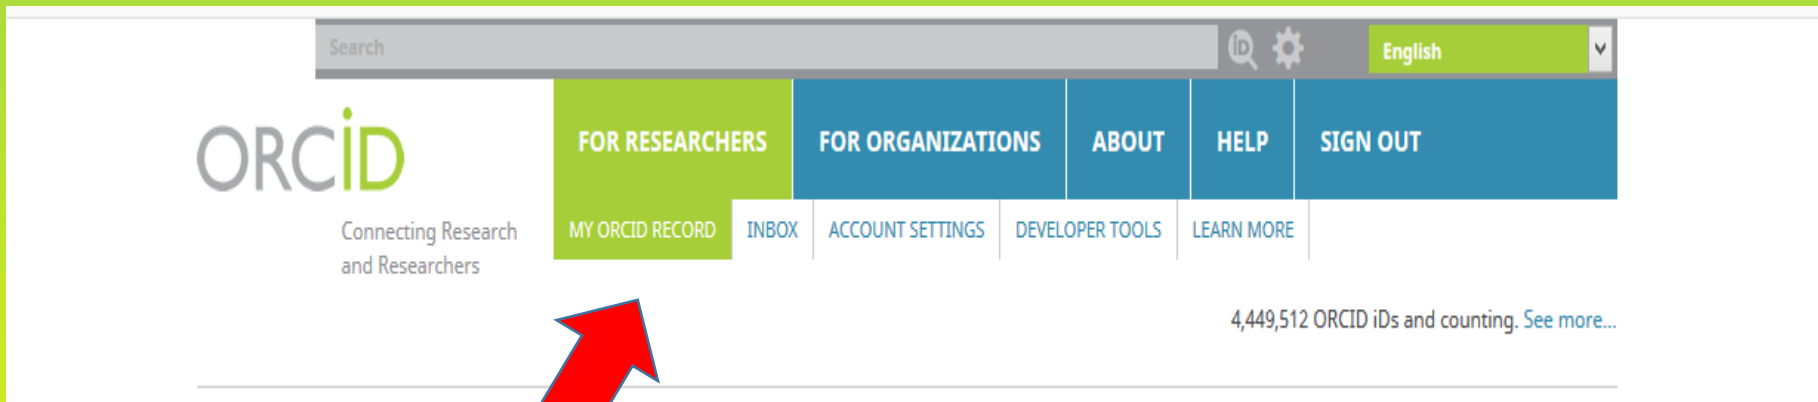 Search
iD
English
ORCiD
FOR RESEARCHERS FOR ORGANIZATIONS ABOUT HELP SIGN OUT
MY ORCID RECORD INBOX ACCOUNT SETTINGS DEVELOPER TOOLS LEARN MORE
Connecting Research
and Researchers
4,449,512 ORCID iDs and counting. See more...